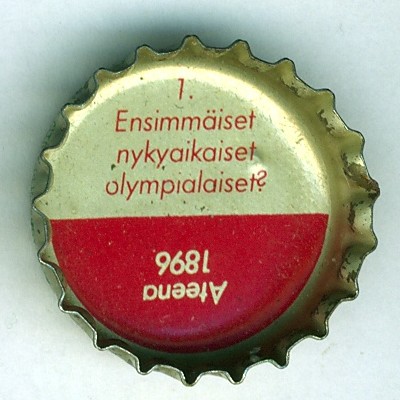 1.
Ensimmäiset
nykyaikaiset
olympialaiset?
Ateena
1896